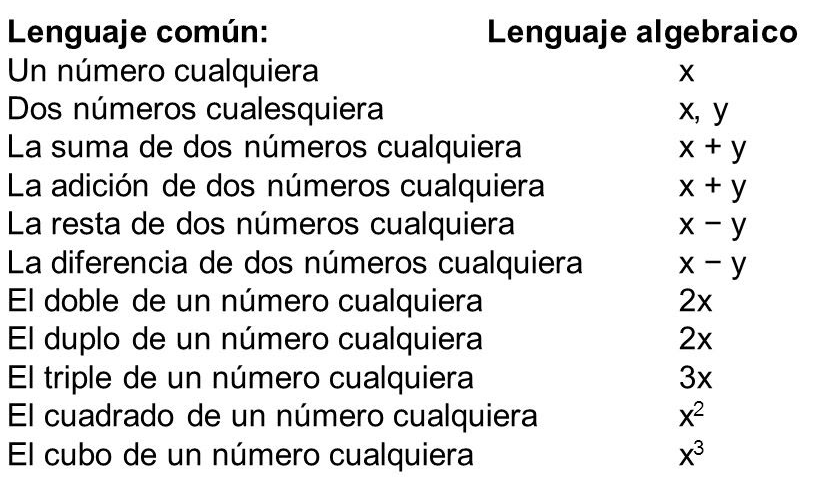 Lenguaje común: Lenguaje algebraico
Un número cualquiera x
Dos números cualesquiera x, y
La suma de dos números cualquiera x + y
La adición de dos números cualquiera x + y
La resta de dos números cualquiera x − y
La diferencia de dos números cualquiera x − y
El doble de un número cualquiera 2x
El duplo de un número cualquiera 2x
El triple de un número cualquiera 3x
El cuadrado de un número cualquiera x²
El cubo de un número cualquiera x³